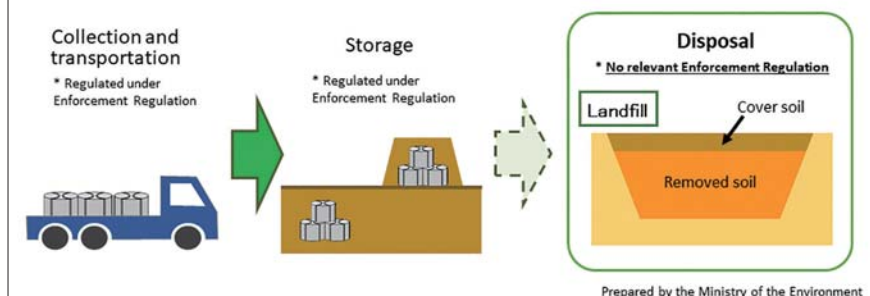 Collection and
transportation
* Regulated under
Enforcement Regulation
Storage
* Regulated under
Enforcement Regulation
Disposal
* No relevant Enforcement Regulation
Landfill
Cover soil
Removed soil
Prepared by the Ministry of the Environment